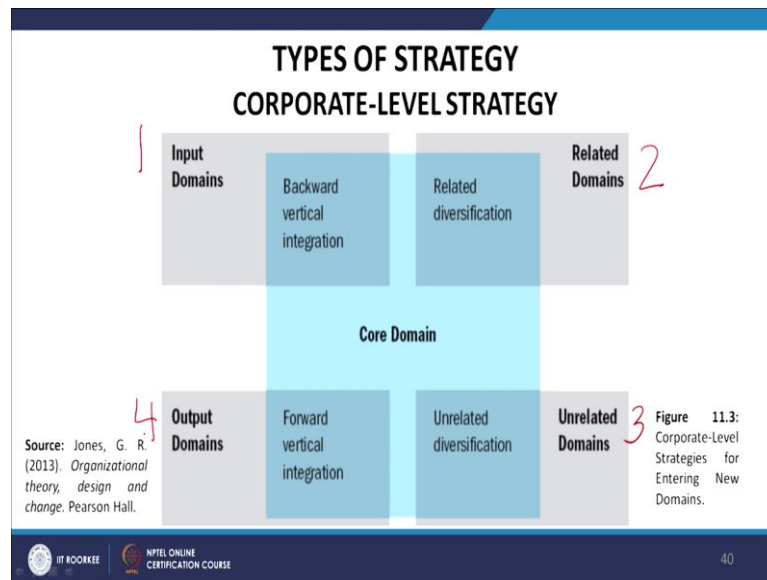 TYPES OF STRATEGY
CORPORATE-LEVEL STRATEGY
1
Input
Domains
Backward
vertical
integration
Related
diversification
Related
Domains
2
Core Domain
4
Output
Domains
Forward
vertical
integration
Unrelated
diversification
Unrelated
Domains
3
Source: Jones, G. R.
(2013). Organizational
theory, design and
change. Pearson Hall.
Figure 11.3:
Corporate-Level
Strategies for
Entering New
Domains.
IIT ROORKEE
NPTEL ONLINE
CERTIFICATION COURSE
40